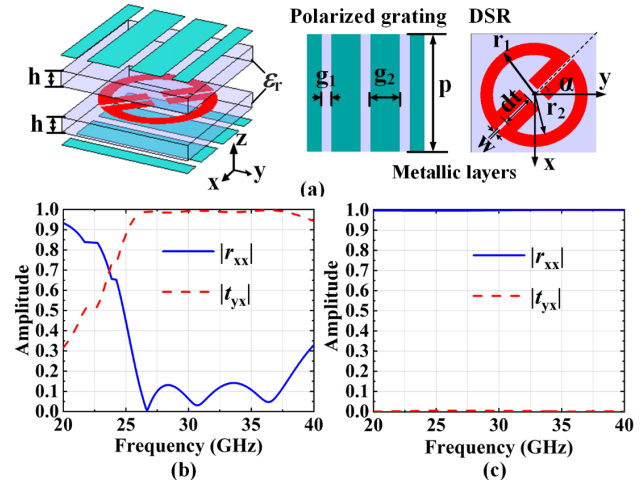 Polarized grating DSR
h
h
εr
z
y
x
g1
g2
p
r1
α
y
dt
r2
w
x
Metallic layers
(a)
1.0
0.9
0.8
0.7
0.6
0.5
0.4
0.3
0.2
0.1
0.0
Amplitude
|rxx|
|tyx|
20 25 30 35 40
Frequency (GHz)
(b)
1.0
0.9
0.8
0.7
0.6
0.5
0.4
0.3
0.2
0.1
0.0
Amplitude
|rxx|
|tyx|
20 25 30 35 40
Frequency (GHz)
(c)